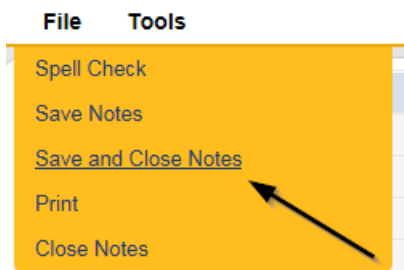 File Tools
Spell Check
Save Notes
Save and Close Notes
Print
Close Notes